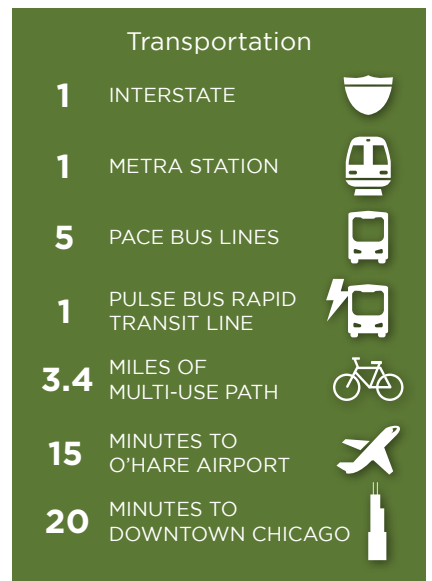 Transportation
1 INTERSTATE
1 METRA STATION
5 PACE BUS LINES
1 PULSE BUS RAPID
TRANSIT LINE
3.4 MILES OF
MULTI-USE PATH
15 MINUTES TO
O'HARE AIRPORT
20 MINUTES TO
DOWNTOWN CHICAGO